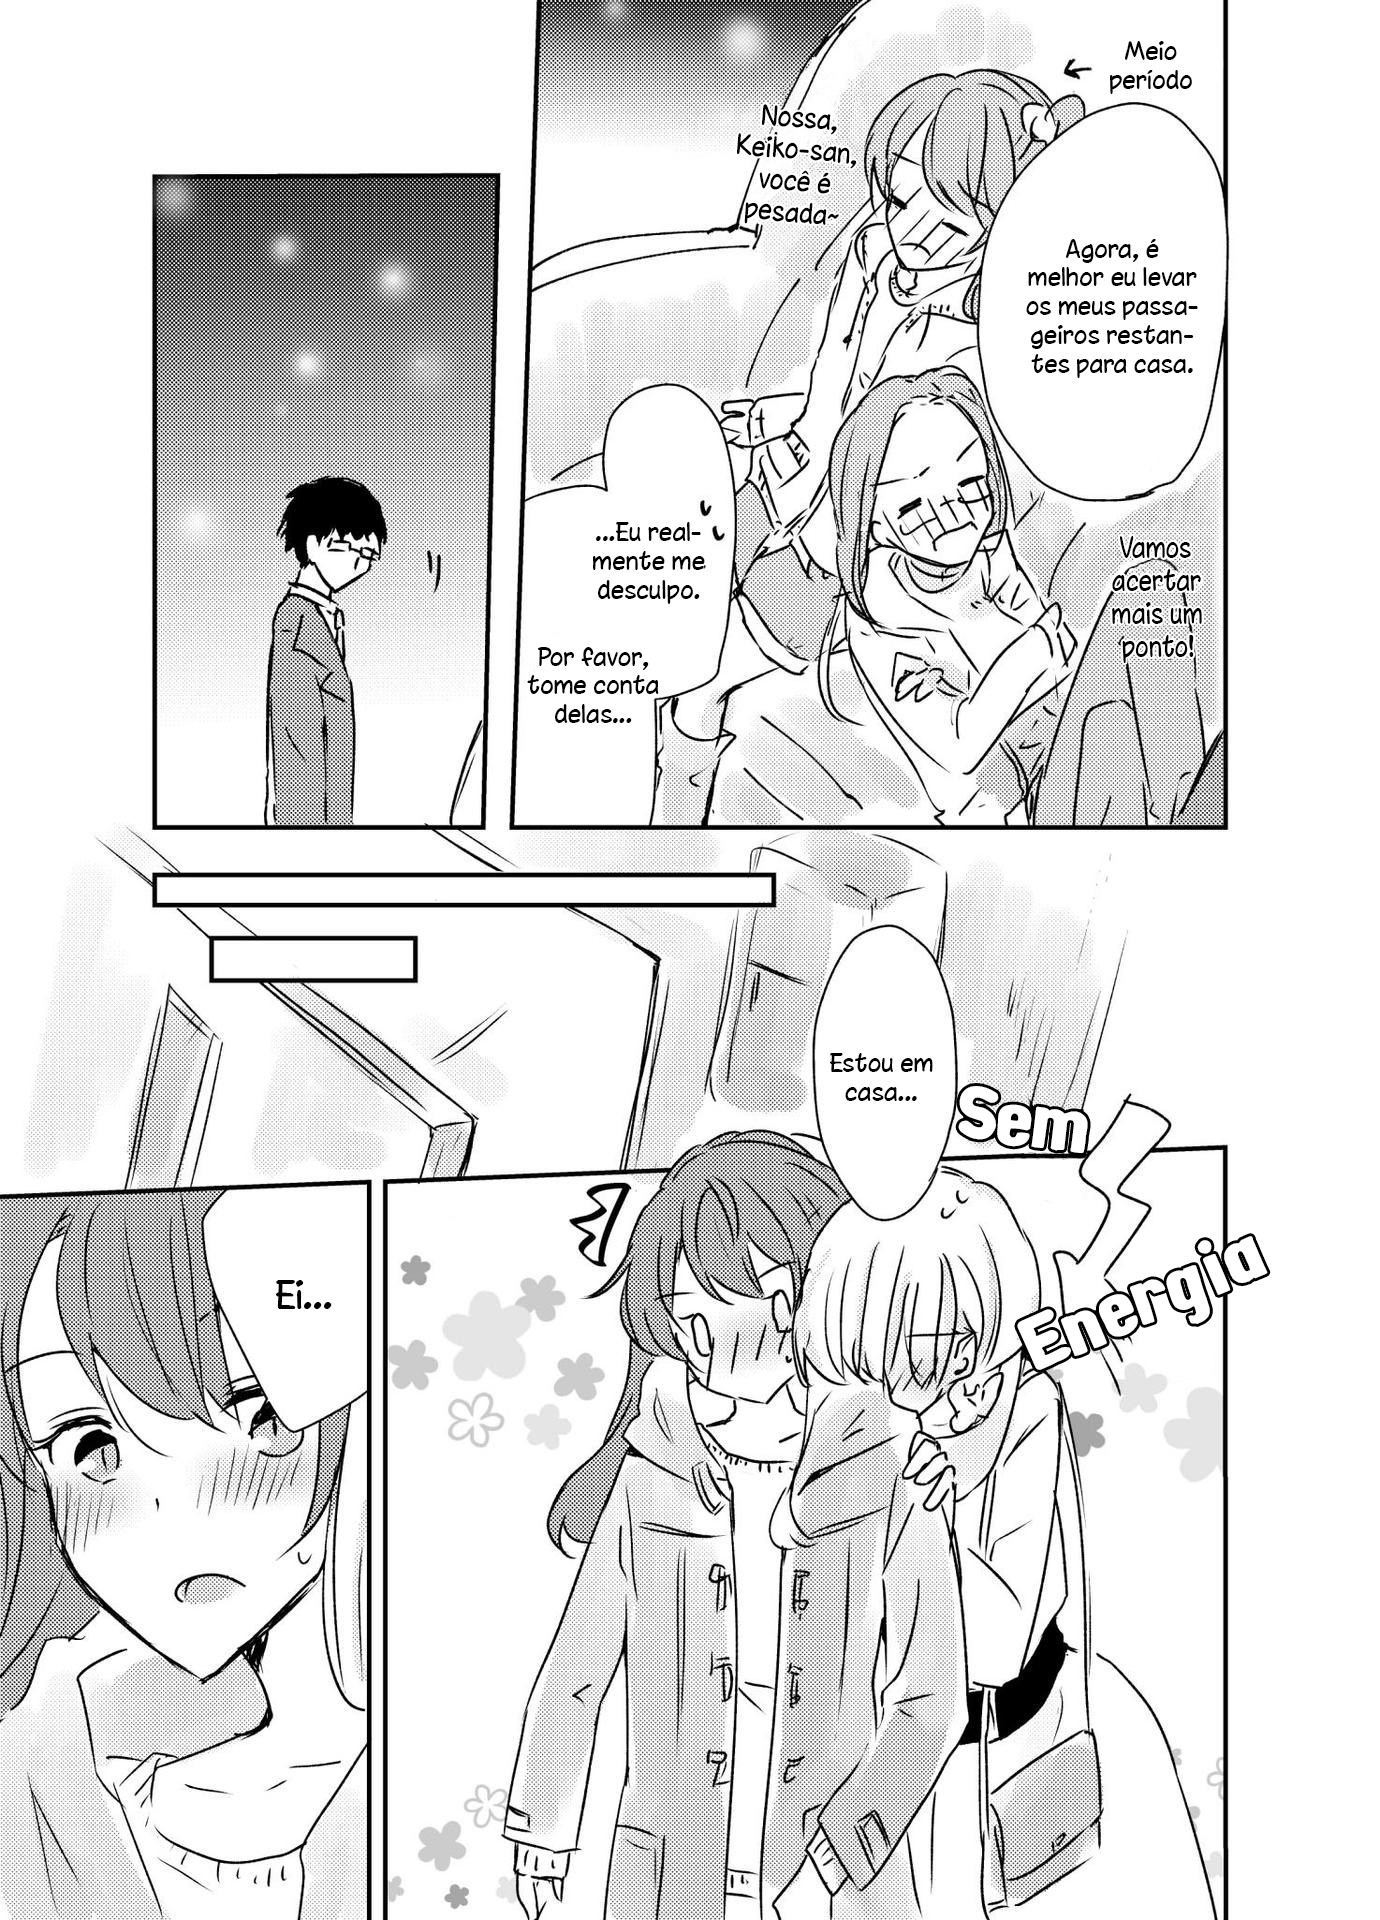 Meio
período
Agora, é
melhor eu levar
os meus passa-
geiros restan-
tes para casa.
Nossa,
Keiko-san,
você é
pesada~
Vamos
acertar
mais um
ponto!
...Eu real-
mente me
desculpo.
Por favor,
tome conta
delas...
Estou em
casa...
Sem
Energia
Ei...